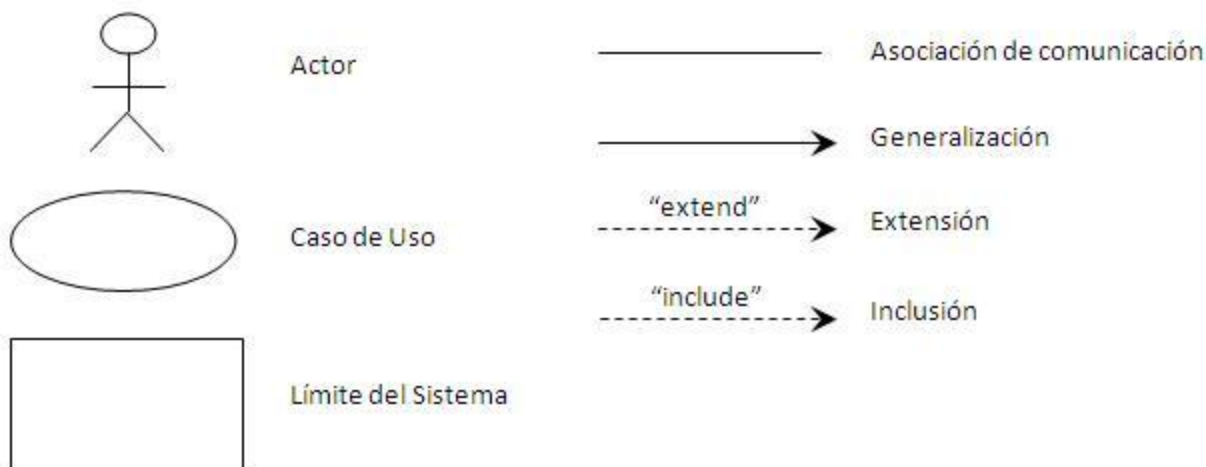 Actor
Caso de Uso
Límite del Sistema
Asociación de comunicación
Generalización
“extend”
Extensión
“include”
Inclusión